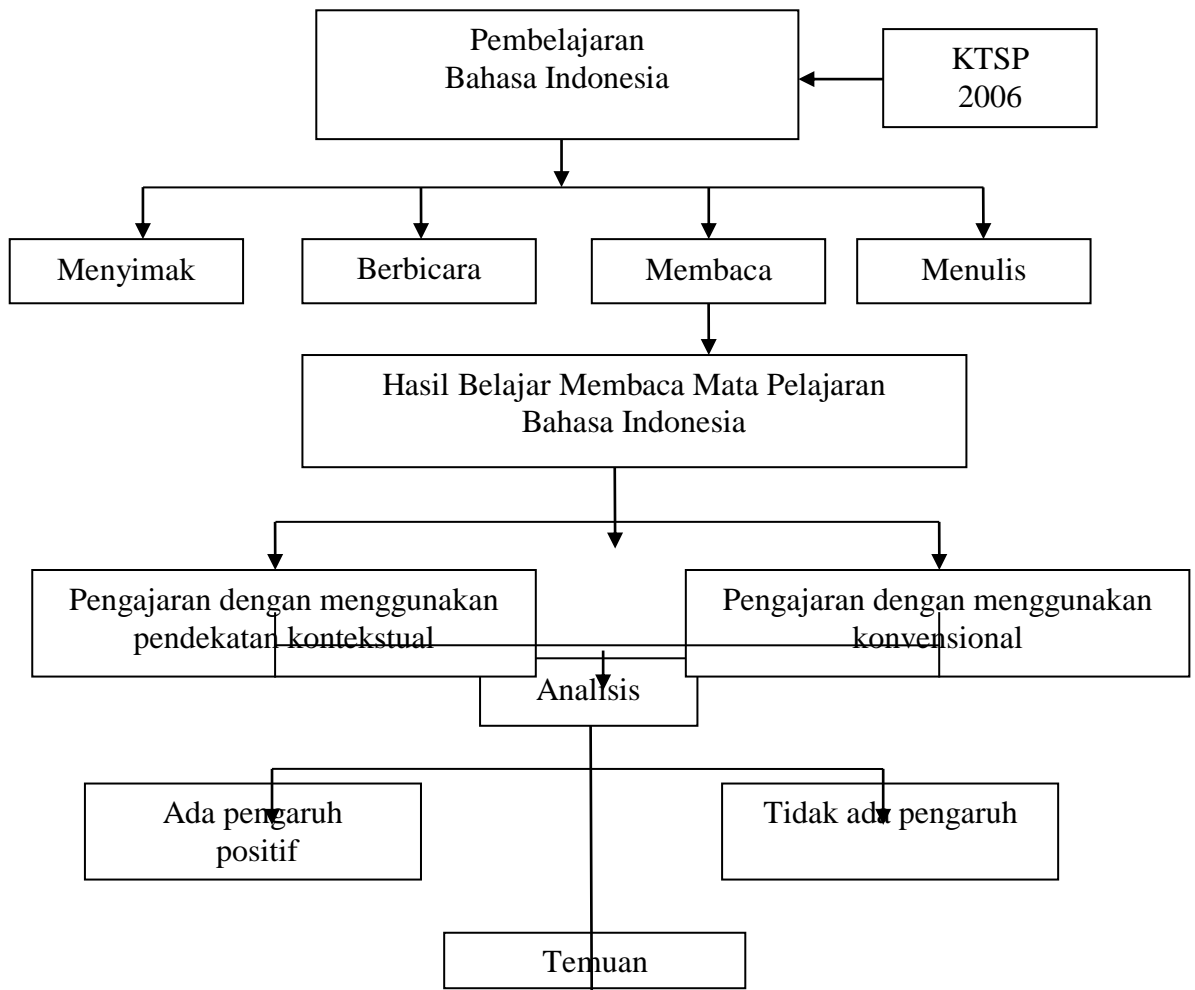 Pembelajaran
Bahasa Indonesia
KTSP
2006
Menyimak
Berbicara
Membaca
Menulis
Hasil Belajar Membaca Mata Pelajaran
Bahasa Indonesia
Pengajaran dengan menggunakan
pendekatan kontekstual
Pengajaran dengan menggunakan
konvensional
Analisis
Ada pengaruh
positif
Tidak ada pengaruh
Temuan